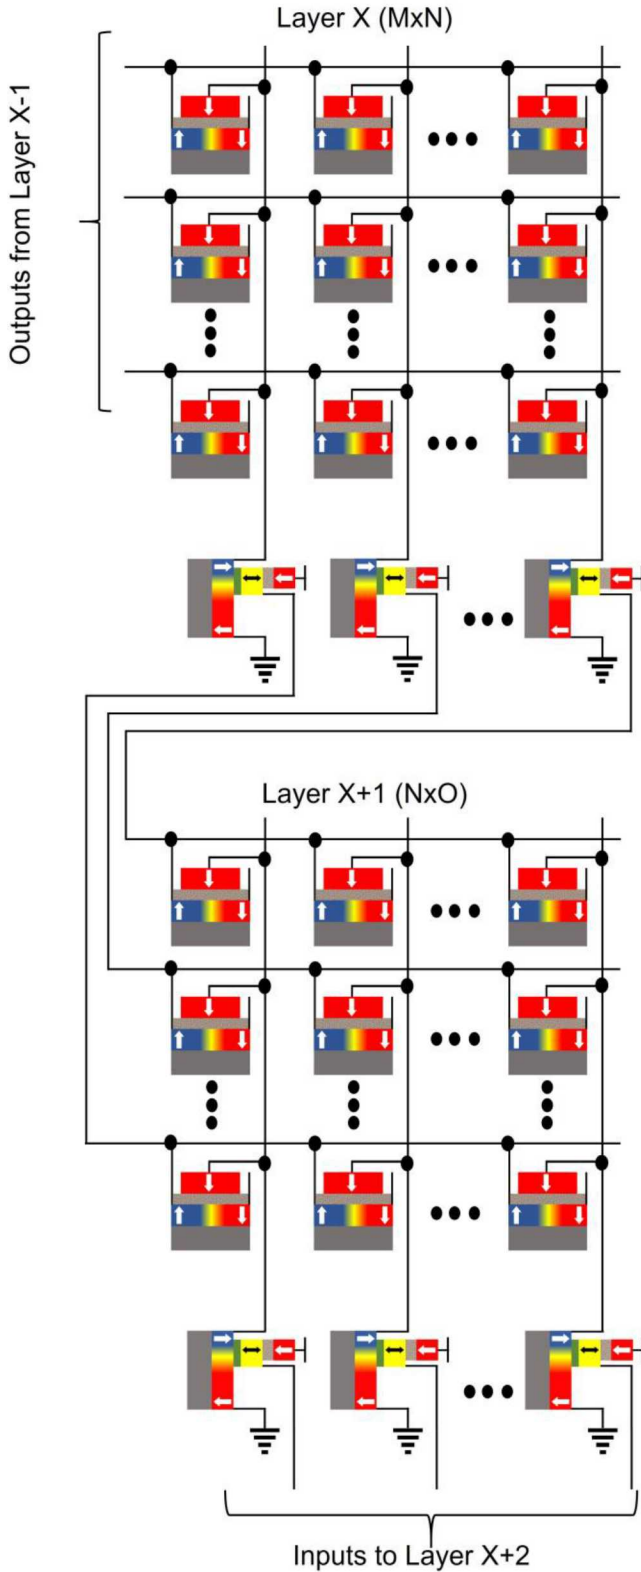 Layer X (MxN)
Outputs from Layer X-1
Layer X+1 (NxO)
Inputs to Layer X+2